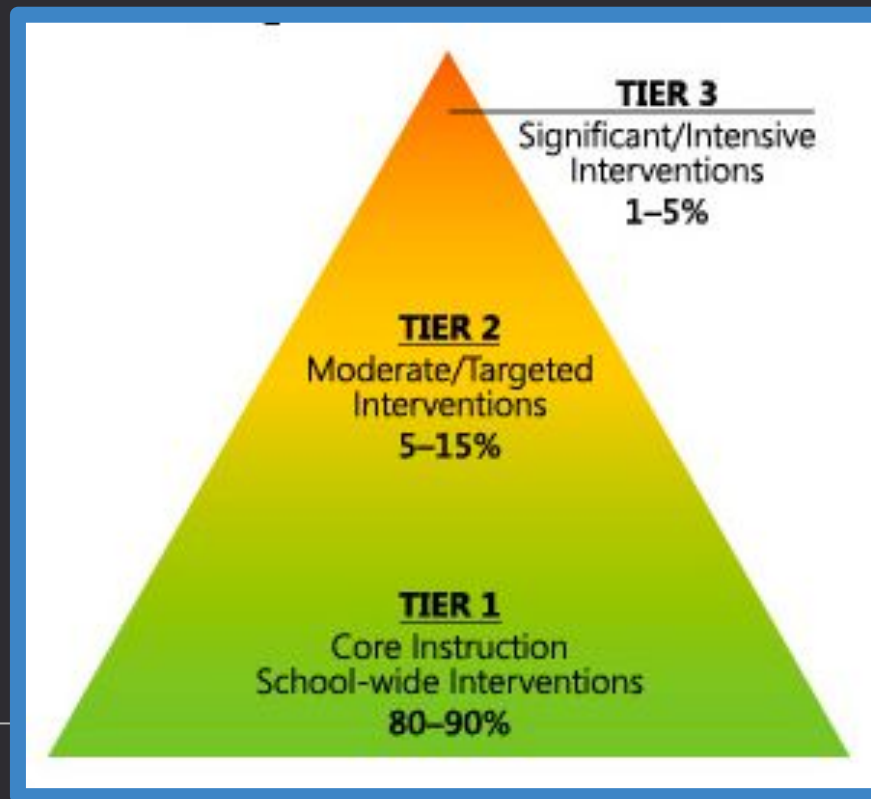 TIER 3
Significant/Intensive
Interventions
1–5%
TIER 2
Moderate/Targeted
Interventions
5–15%
TIER 1
Core Instruction
School-wide Interventions
80–90%